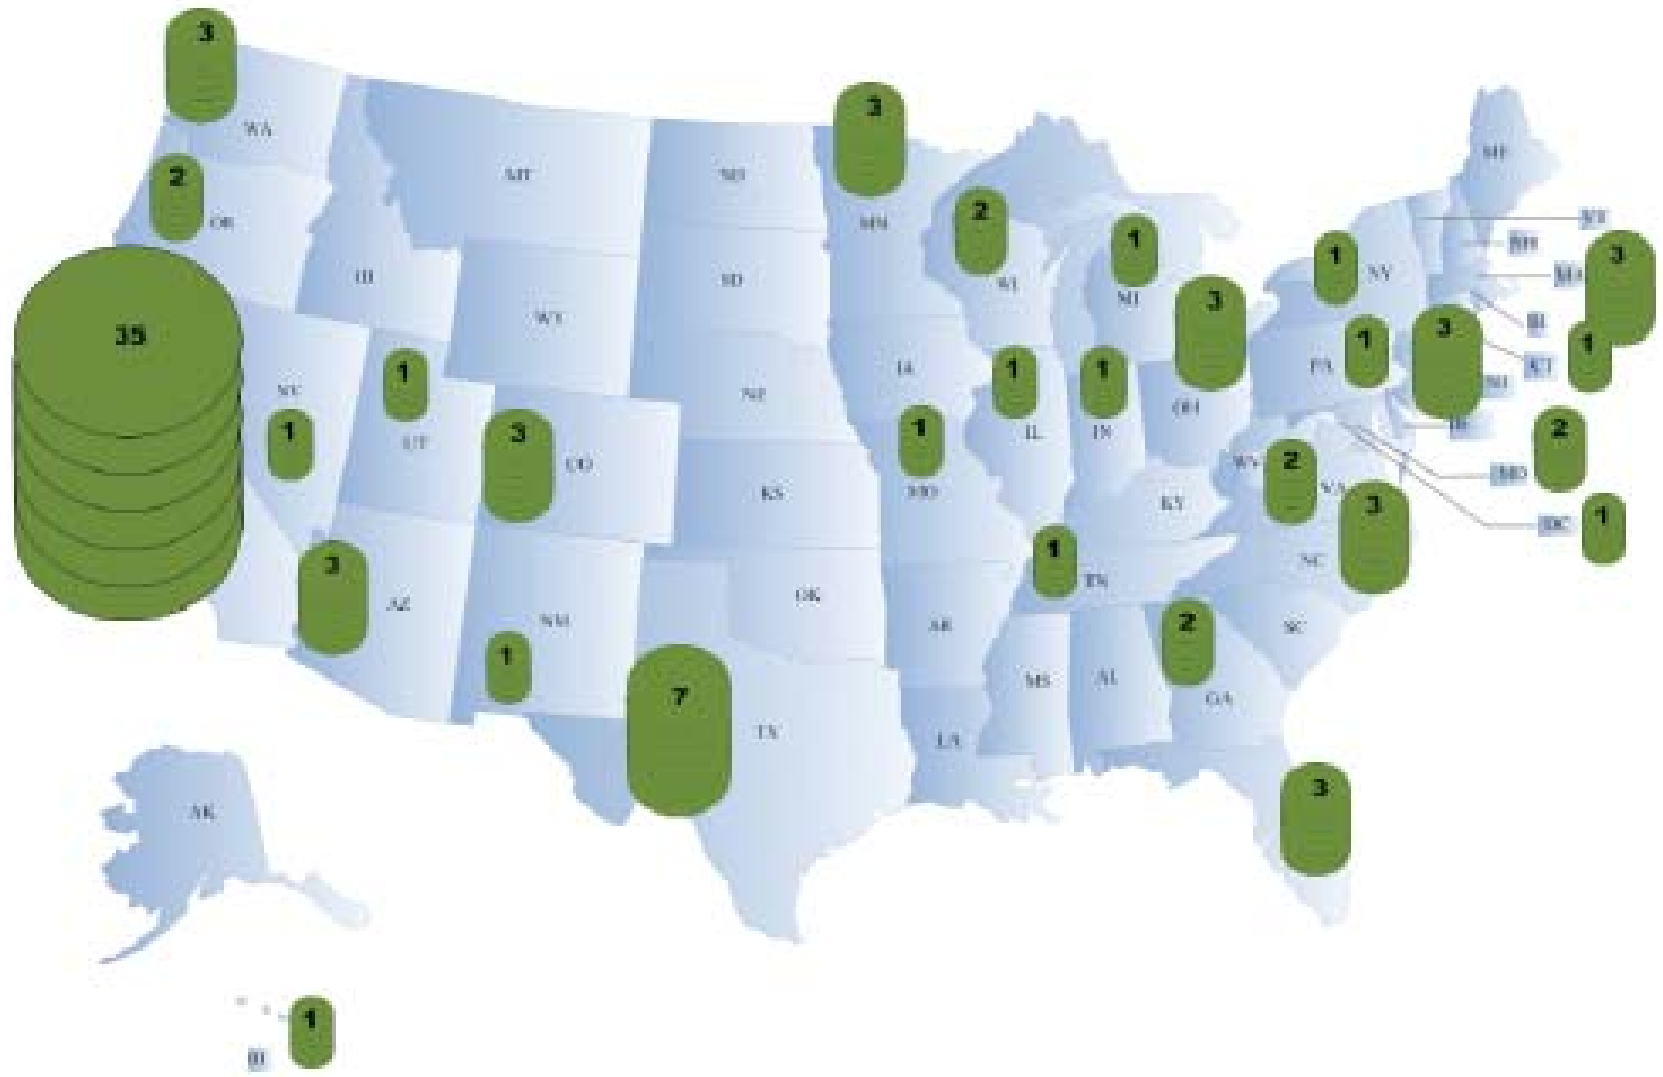 3
WA
2
OR
35
MT
ID
WY
NV
1
1
UT
3
CO
3
AZ
NM
1
ND
SD
NE
KS
OK
7
TX
3
MN
IA
1
MO
AR
LA
2
WI
1
IL
1
MI
1
IN
3
OH
KY
1
TN
MS
AL
2
GA
3
SC
NC
3
WV
2
VA
PA
1
1
NY
ME
VT
NH
MA
3
RI
CT
1
3
NJ
DE
MD
2
DC
1
AK
HI
1